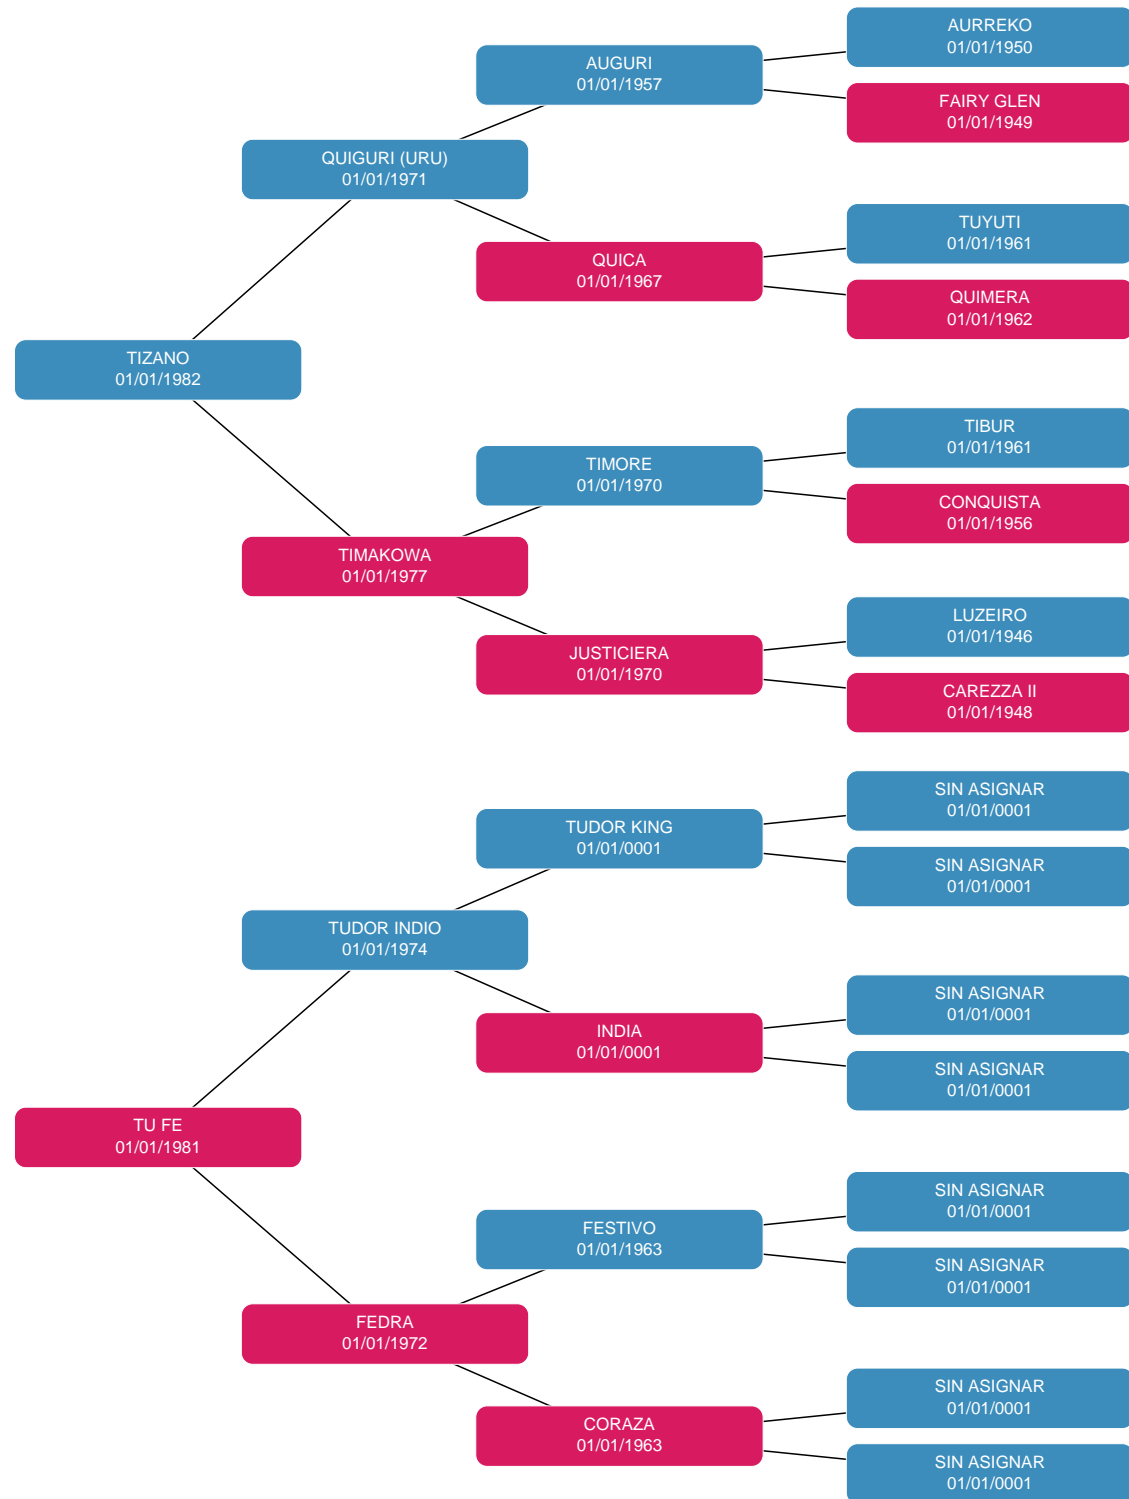 AURREKO
01/01/1950
AUGURI
01/01/1957
FAIRY GLEN
01/01/1949
QUIGURI (URU)
01/01/1971
TUYUTI
01/01/1961
QUICA
01/01/1967
QUIMERA
01/01/1962
TIZANO
01/01/1982
TIBUR
01/01/1961
TIMORE
01/01/1970
CONQUISTA
01/01/1956
TIMAKOWA
01/01/1977
LUZEIRO
01/01/1946
JUSTICIERA
01/01/1970
CAREZZA II
01/01/1948
SIN ASIGNAR
01/01/0001
TUDOR KING
01/01/0001
SIN ASIGNAR
01/01/0001
TUDOR INDIO
01/01/1974
SIN ASIGNAR
01/01/0001
INDIA
01/01/0001
SIN ASIGNAR
01/01/0001
TU FE
01/01/1981
SIN ASIGNAR
01/01/0001
FESTIVO
01/01/1963
SIN ASIGNAR
01/01/0001
FEDRA
01/01/1972
SIN ASIGNAR
01/01/0001
CORAZA
01/01/1963
SIN ASIGNAR
01/01/0001